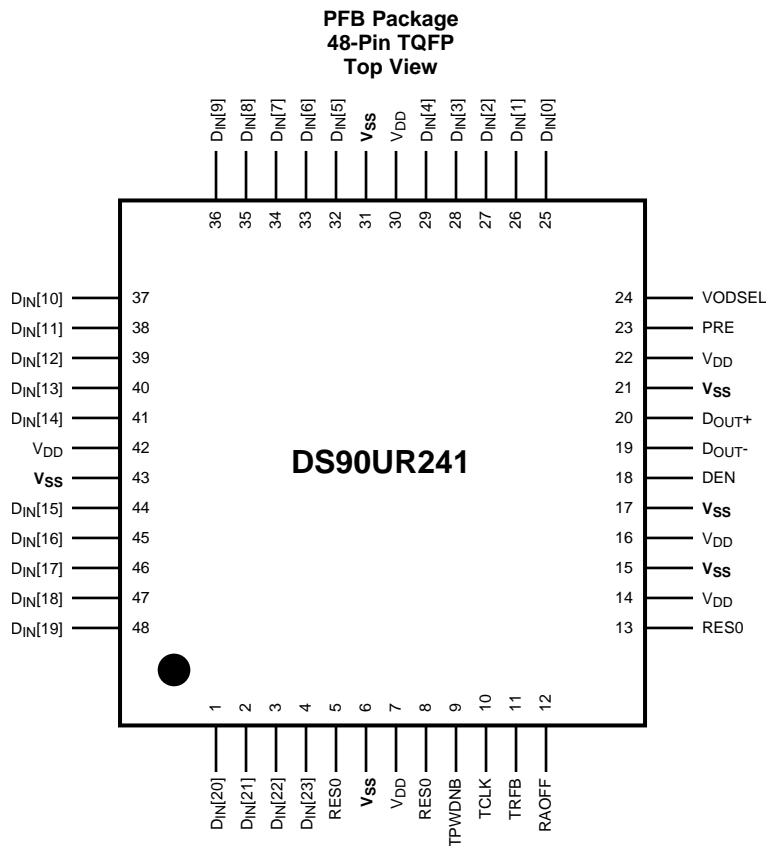 PFB Package
48-Pin TQFP
Top View
DIN[9]
DIN[8]
DIN[7]
DIN[6]
DIN[5]
VSS
VDD
DIN[4]
DIN[3]
DIN[2]
DIN[1]
DIN[0]
36
35
34
33
32
31
30
29
28
27
26
25
DIN[10] 37
DIN[11] 38
DIN[12] 39
DIN[13] 40
DIN[14] 41
VDD 42
VSS 43
DIN[15] 44
DIN[16] 45
DIN[17] 46
DIN[18] 47
DIN[19] 48
DS90UR241
24 VODSEL
23 PRE
22 VDD
21 VSS
20 DOUT+
19 DOUT-
18 DEN
17 VSS
16 VDD
15 VSS
14 VDD
13 RES0
1
2
3
4
5
6
7
8
9
10
11
12
DIN[20]
DIN[21]
DIN[22]
DIN[23]
RES0
VSS
VDD
RES0
TPWDNB
TCLK
TRFB
RAOFF